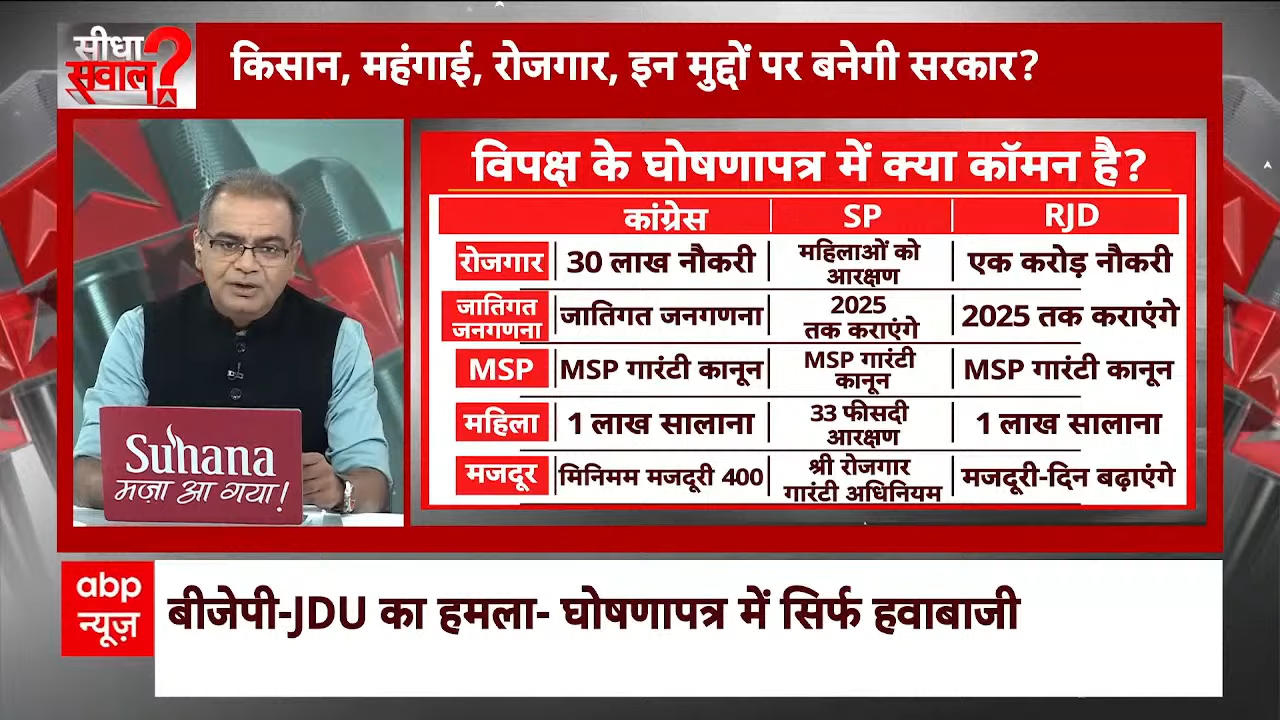 सीधा
सवाल?
किसान, महंगाई, रोजगार, इन मुद्दों पर बनेगी सरकार?
विपक्ष के घोषणापत्र में क्या कॉमन है?
कांग्रेस SP RJD
रोजगार 30 लाख नौकरी महिलाओं को आरक्षण एक करोड़ नौकरी
जातिगत जनगणना जातिगत जनगणना 2025 तक कराएंगे 2025 तक कराएंगे
MSP MSP गारंटी कानून MSP गारंटी कानून MSP गारंटी कानून
महिला 1 लाख सालाना 33 फीसदी आरक्षण 1 लाख सालाना
मजदूर मिनिमम मजदूरी 400 श्री रोजगार गारंटी अधिनियम मजदूरी-दिन बढ़ाएंगे
Suhana
मज़ा आ गया!
abp
न्यूज़
बीजेपी-JDU का हमला- घोषणापत्र में सिर्फ हवाबाजी